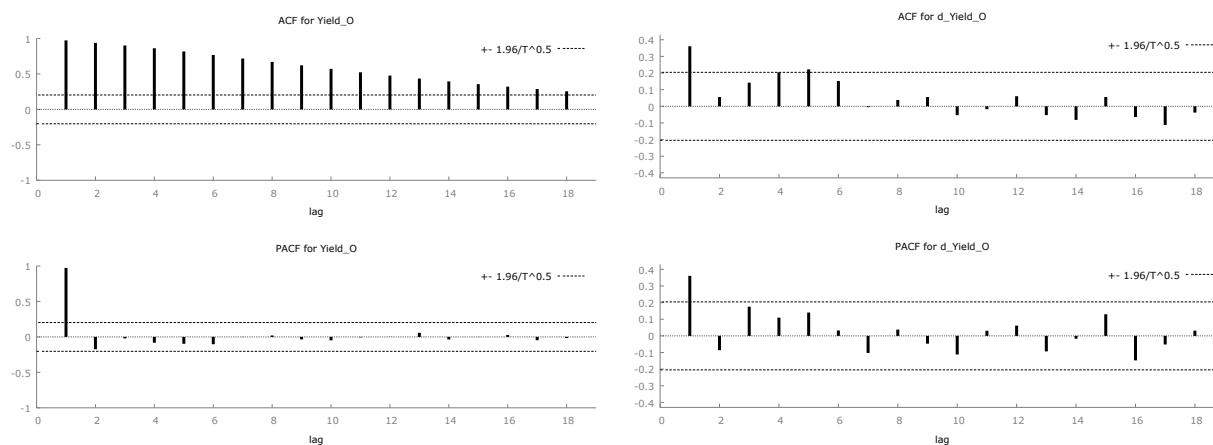 ACF for Yield_O
+- 1.96/T^0.5
1
0.5
0
-0.5
-1
0 2 4 6 8 10 12 14 16 18
lag
PACF for Yield_O
+- 1.96/T^0.5
1
0.5
0
-0.5
-1
0 2 4 6 8 10 12 14 16 18
lag
ACF for d_Yield_O
+- 1.96/T^0.5
0.4
0.3
0.2
0.1
0
-0.1
-0.2
-0.3
-0.4
0 2 4 6 8 10 12 14 16 18
lag
PACF for d_Yield_O
+- 1.96/T^0.5
0.4
0.3
0.2
0.1
0
-0.1
-0.2
-0.3
-0.4
0 2 4 6 8 10 12 14 16 18
lag